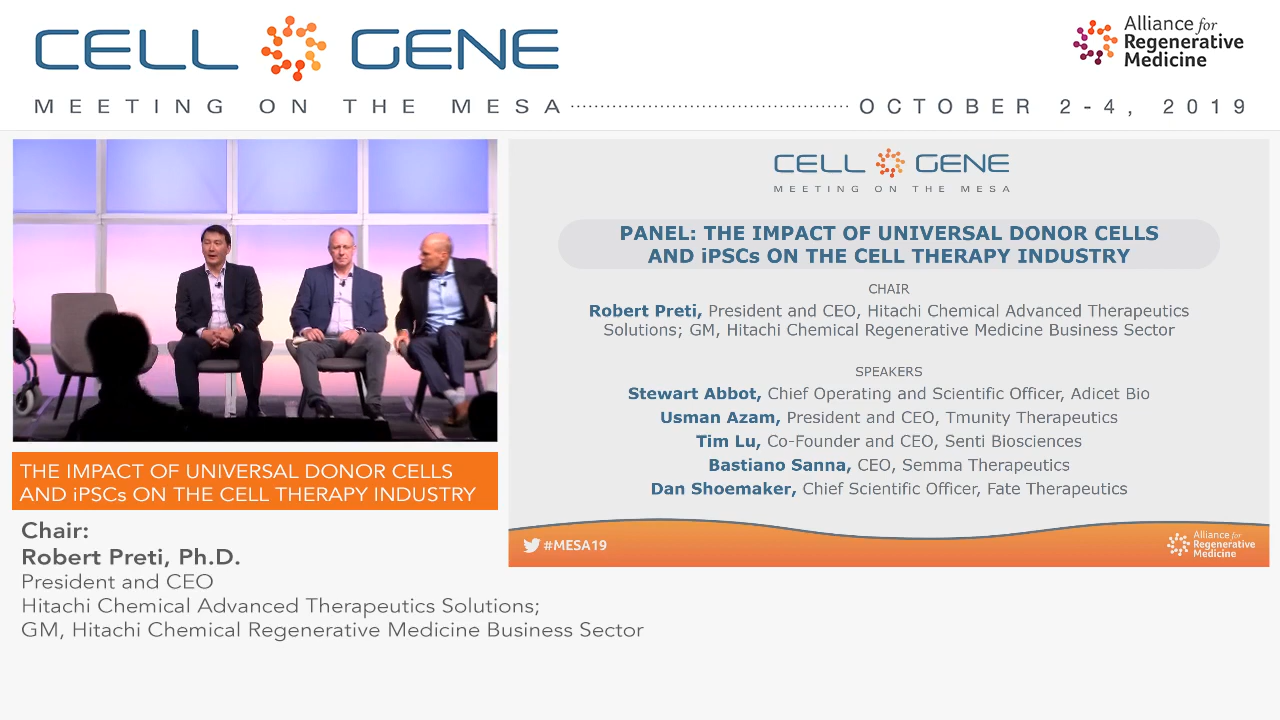 CELL GENE
MEETING ON THE MESA
OCTOBER 2-4, 2019
Alliance for
Regenerative
Medicine
CELL GENE
MEETING ON THE MESA
PANEL: THE IMPACT OF UNIVERSAL DONOR CELLS
AND iPSCs ON THE CELL THERAPY INDUSTRY
CHAIR
Robert Preti, President and CEO, Hitachi Chemical Advanced Therapeutics
Solutions; GM, Hitachi Chemical Regenerative Medicine Business Sector
SPEAKERS
Stewart Abbot, Chief Operating and Scientific Officer, Adicet Bio
Usman Azam, President and CEO, Tmunity Therapeutics
Tim Lu, Co-Founder and CEO, Senti Biosciences
Bastiano Sanna, CEO, Semma Therapeutics
Dan Shoemaker, Chief Scientific Officer, Fate Therapeutics
#MESA19
Alliance for
Regenerative
Medicine
THE IMPACT OF UNIVERSAL DONOR CELLS
AND iPSCs ON THE CELL THERAPY INDUSTRY
Chair:
Robert Preti, Ph.D.
President and CEO
Hitachi Chemical Advanced Therapeutics Solutions;
GM, Hitachi Chemical Regenerative Medicine Business Sector